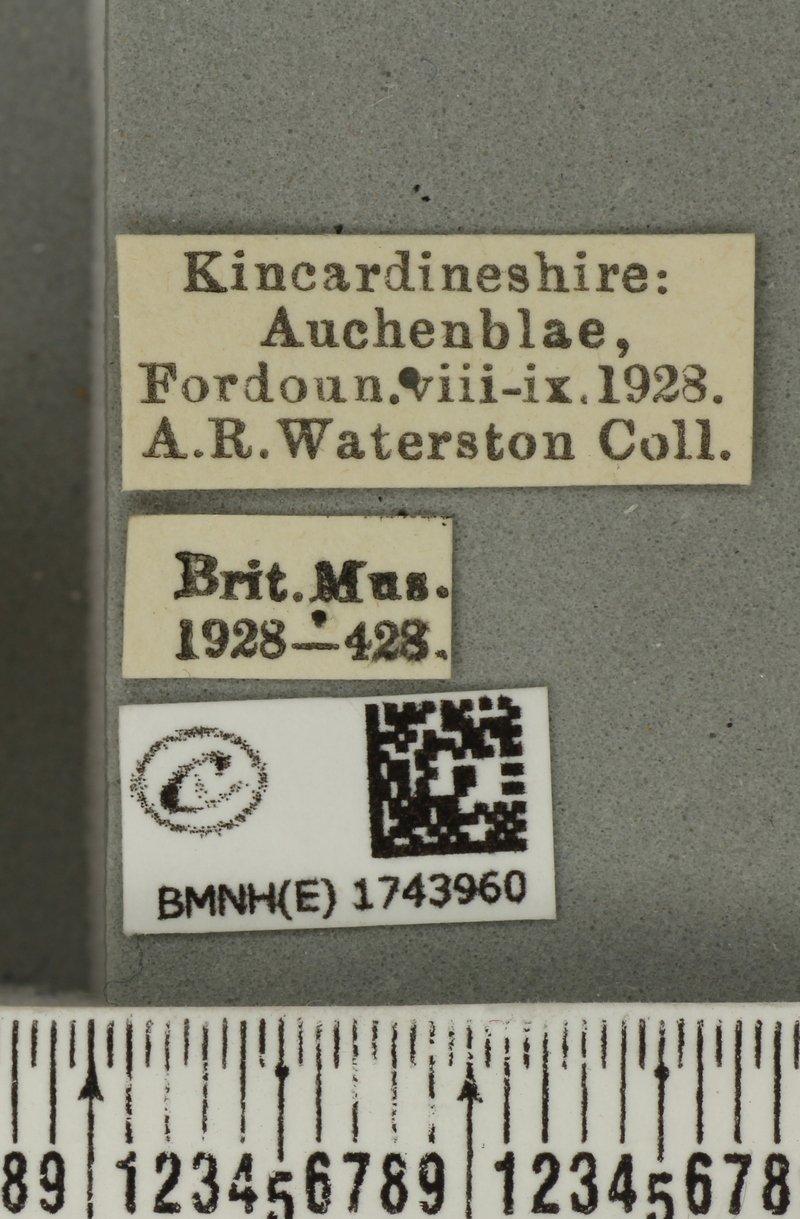 Kincardineshire:
Auchenblae,
Fordoun.viii-ix.1928.
A.R.Waterston Coll.
Brit.Mus.
1928—428.
C
BMNH(E) 1743960
89 123456789 12345678